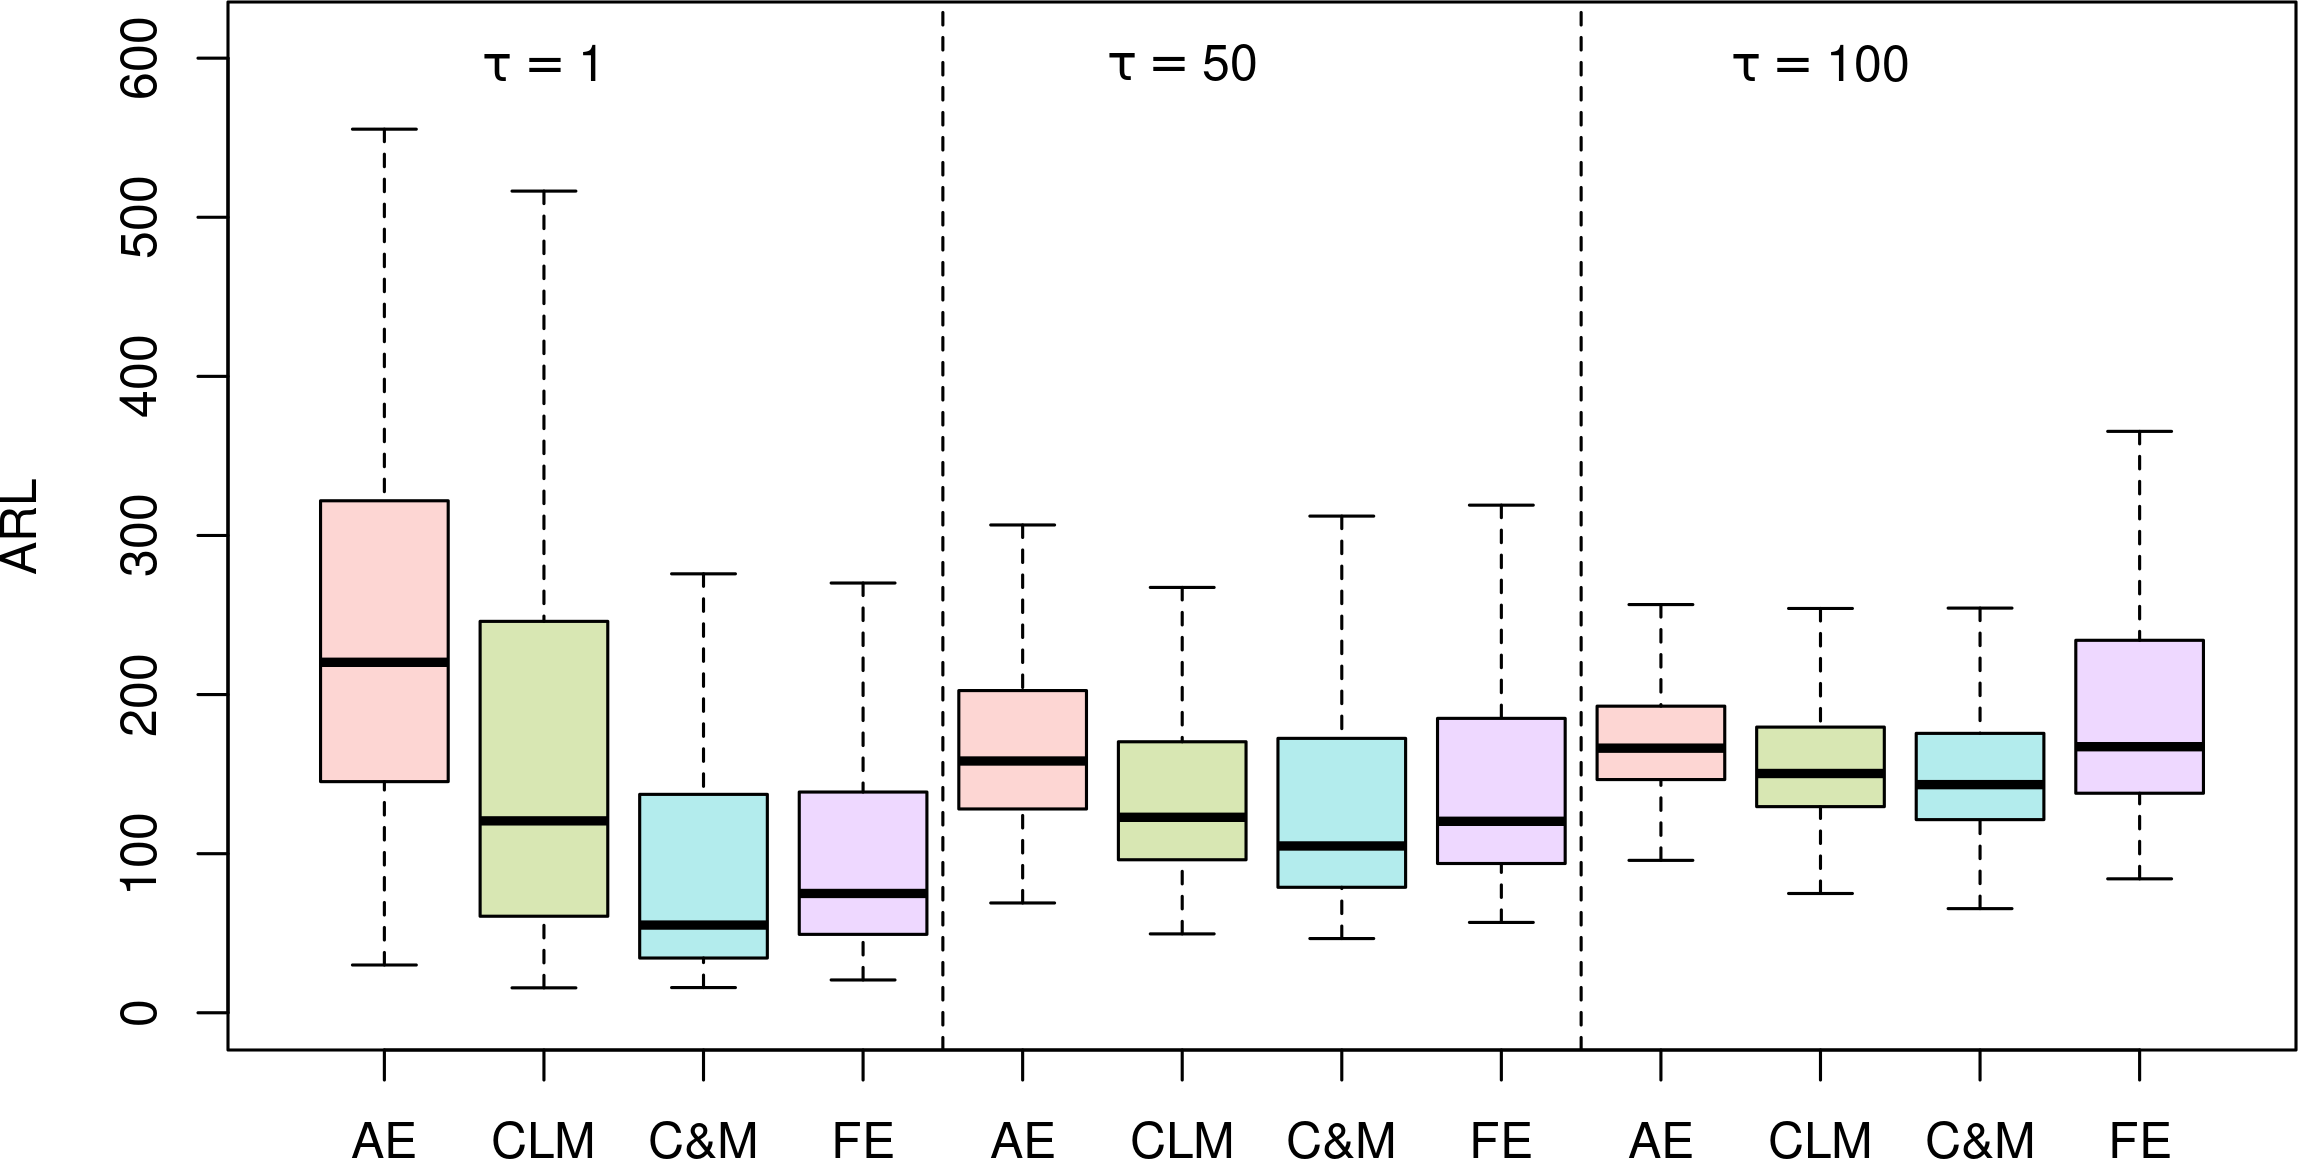 τ = 1
τ = 50
τ = 100
600
500
400
300
200
100
0
ARL
AE CLM C&M FE AE CLM C&M FE AE CLM C&M FE